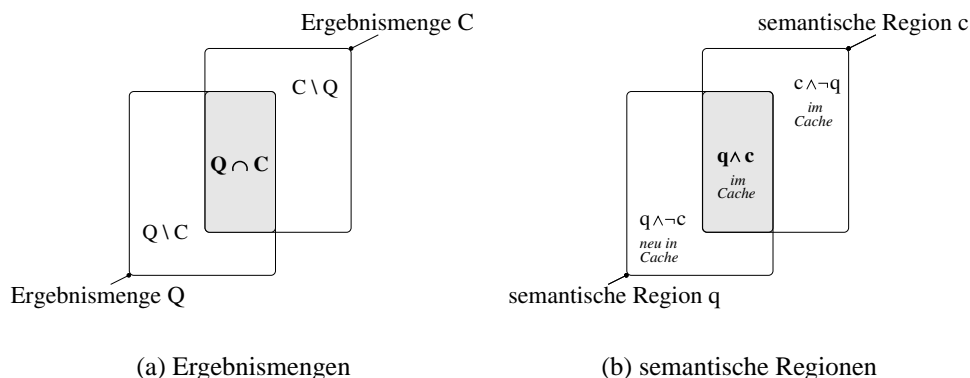 Ergebnismenge C
C \ Q
Q ∩ C
Q \ C
Ergebnismenge Q
(a) Ergebnismengen
semantische Region c
c ∧¬q
im
Cache
q ∧ c
im
Cache
q ∧¬c
neu in
Cache
semantische Region q
(b) semantische Regionen